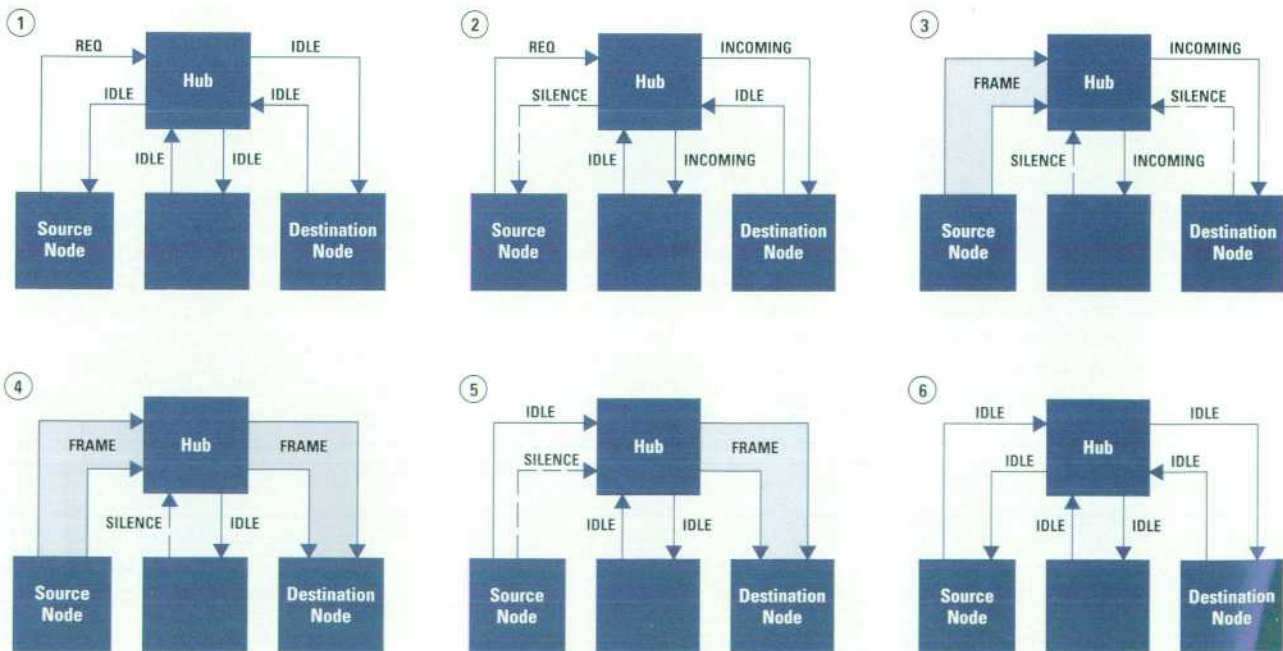 1
REQ
IDLE
Hub
IDLE
IDLE
IDLE
IDLE
Source
Node
Destination
Node
2
REQ
INCOMING
Hub
SILENCE
IDLE
IDLE
INCOMING
Source
Node
Destination
Node
3
INCOMING
Hub
FRAME
SILENCE
SILENCE
INCOMING
Source
Node
Destination
Node
4
FRAME
Hub
FRAME
SILENCE
IDLE
Source
Node
Destination
Node
5
IDLE
Hub
FRAME
SILENCE
IDLE
IDLE
Source
Node
Destination
Node
6
IDLE
IDLE
Hub
IDLE
IDLE
IDLE
IDLE
Source
Node
Destination
Node